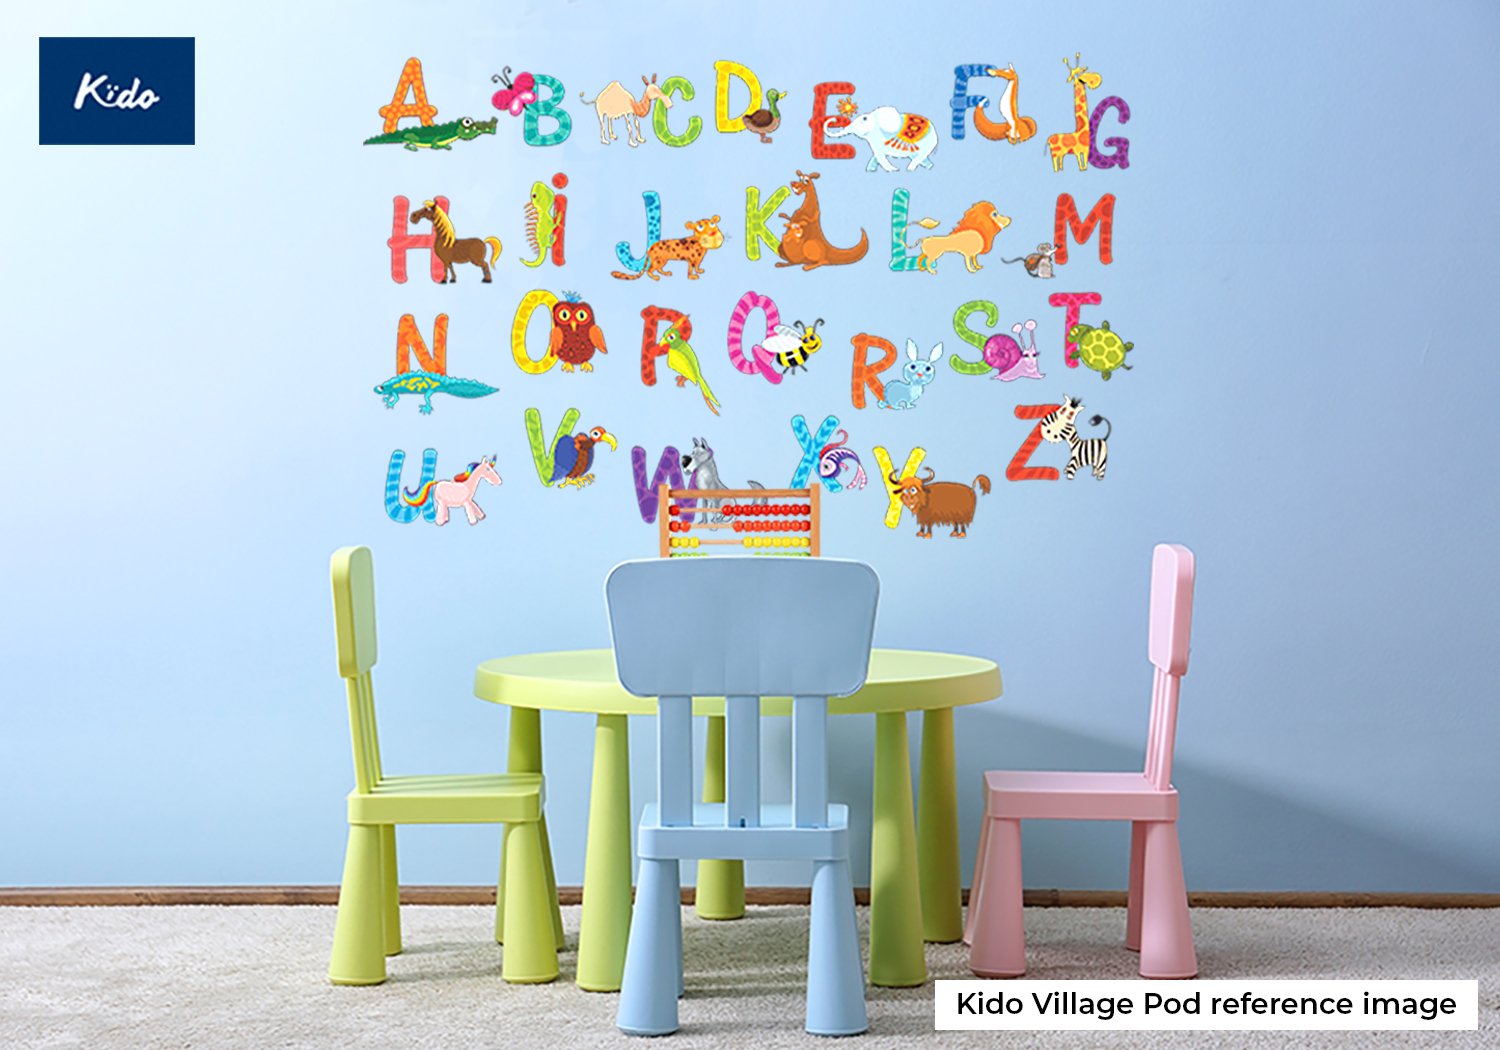 Kido
A B C D E F G
H i J K L M
N O P Q R S T
U V W X Y Z
Kido Village Pod reference image